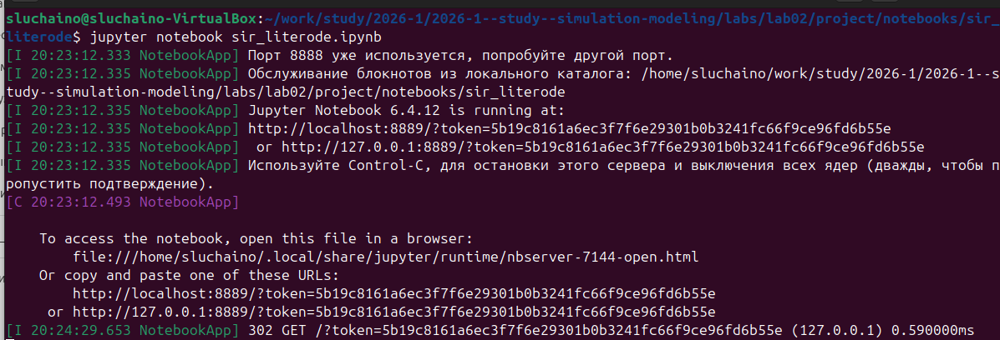 sluchaino@sluchaino-VirtualBox:~/work/study/2026-1/2026-1--study--simulation-modeling/labs/lab02/project/notebooks/sir_
literode$ jupyter notebook sir_literode.ipynb
[I 20:23:12.333 NotebookApp] Порт 8888 уже используется, попробуйте другой порт.
[I 20:23:12.335 NotebookApp] Обслуживание блокнотов из локального каталога: /home/sluchaino/work/study/2026-1/2026-1--s
tudy--simulation-modeling/labs/lab02/project/notebooks/sir_literode
[I 20:23:12.335 NotebookApp] Jupyter Notebook 6.4.12 is running at:
[I 20:23:12.335 NotebookApp] http://localhost:8889/?token=5b19c8161a6ec3f7f6e29301b0b3241fc66f9ce96fd6b55e
[I 20:23:12.335 NotebookApp]  or http://127.0.0.1:8889/?token=5b19c8161a6ec3f7f6e29301b0b3241fc66f9ce96fd6b55e
[I 20:23:12.335 NotebookApp] Используйте Control-C, для остановки этого сервера и выключения всех ядер (дважды, чтобы п
ропустить подтверждение).
[C 20:23:12.493 NotebookApp]
To access the notebook, open this file in a browser:
file:///home/sluchaino/.local/share/jupyter/runtime/nbserver-7144-open.html
Or copy and paste one of these URLs:
http://localhost:8889/?token=5b19c8161a6ec3f7f6e29301b0b3241fc66f9ce96fd6b55e
or http://127.0.0.1:8889/?token=5b19c8161a6ec3f7f6e29301b0b3241fc66f9ce96fd6b55e
[I 20:24:29.653 NotebookApp] 302 GET /?token=5b19c8161a6ec3f7f6e29301b0b3241fc66f9ce96fd6b55e (127.0.0.1) 0.590000ms